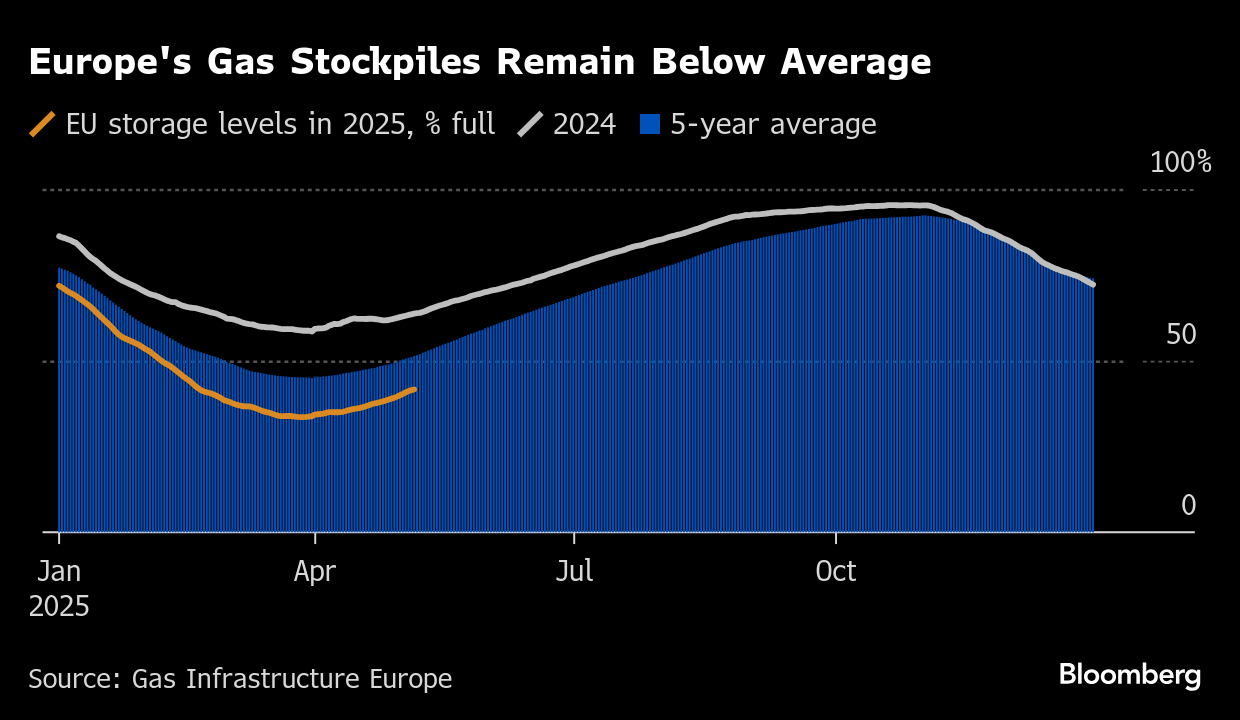 Europe's Gas Stockpiles Remain Below Average
EU storage levels in 2025, % full 2024 5-year average
100%
50
0
Jan Apr Jul Oct
2025
Source: Gas Infrastructure Europe
Bloomberg